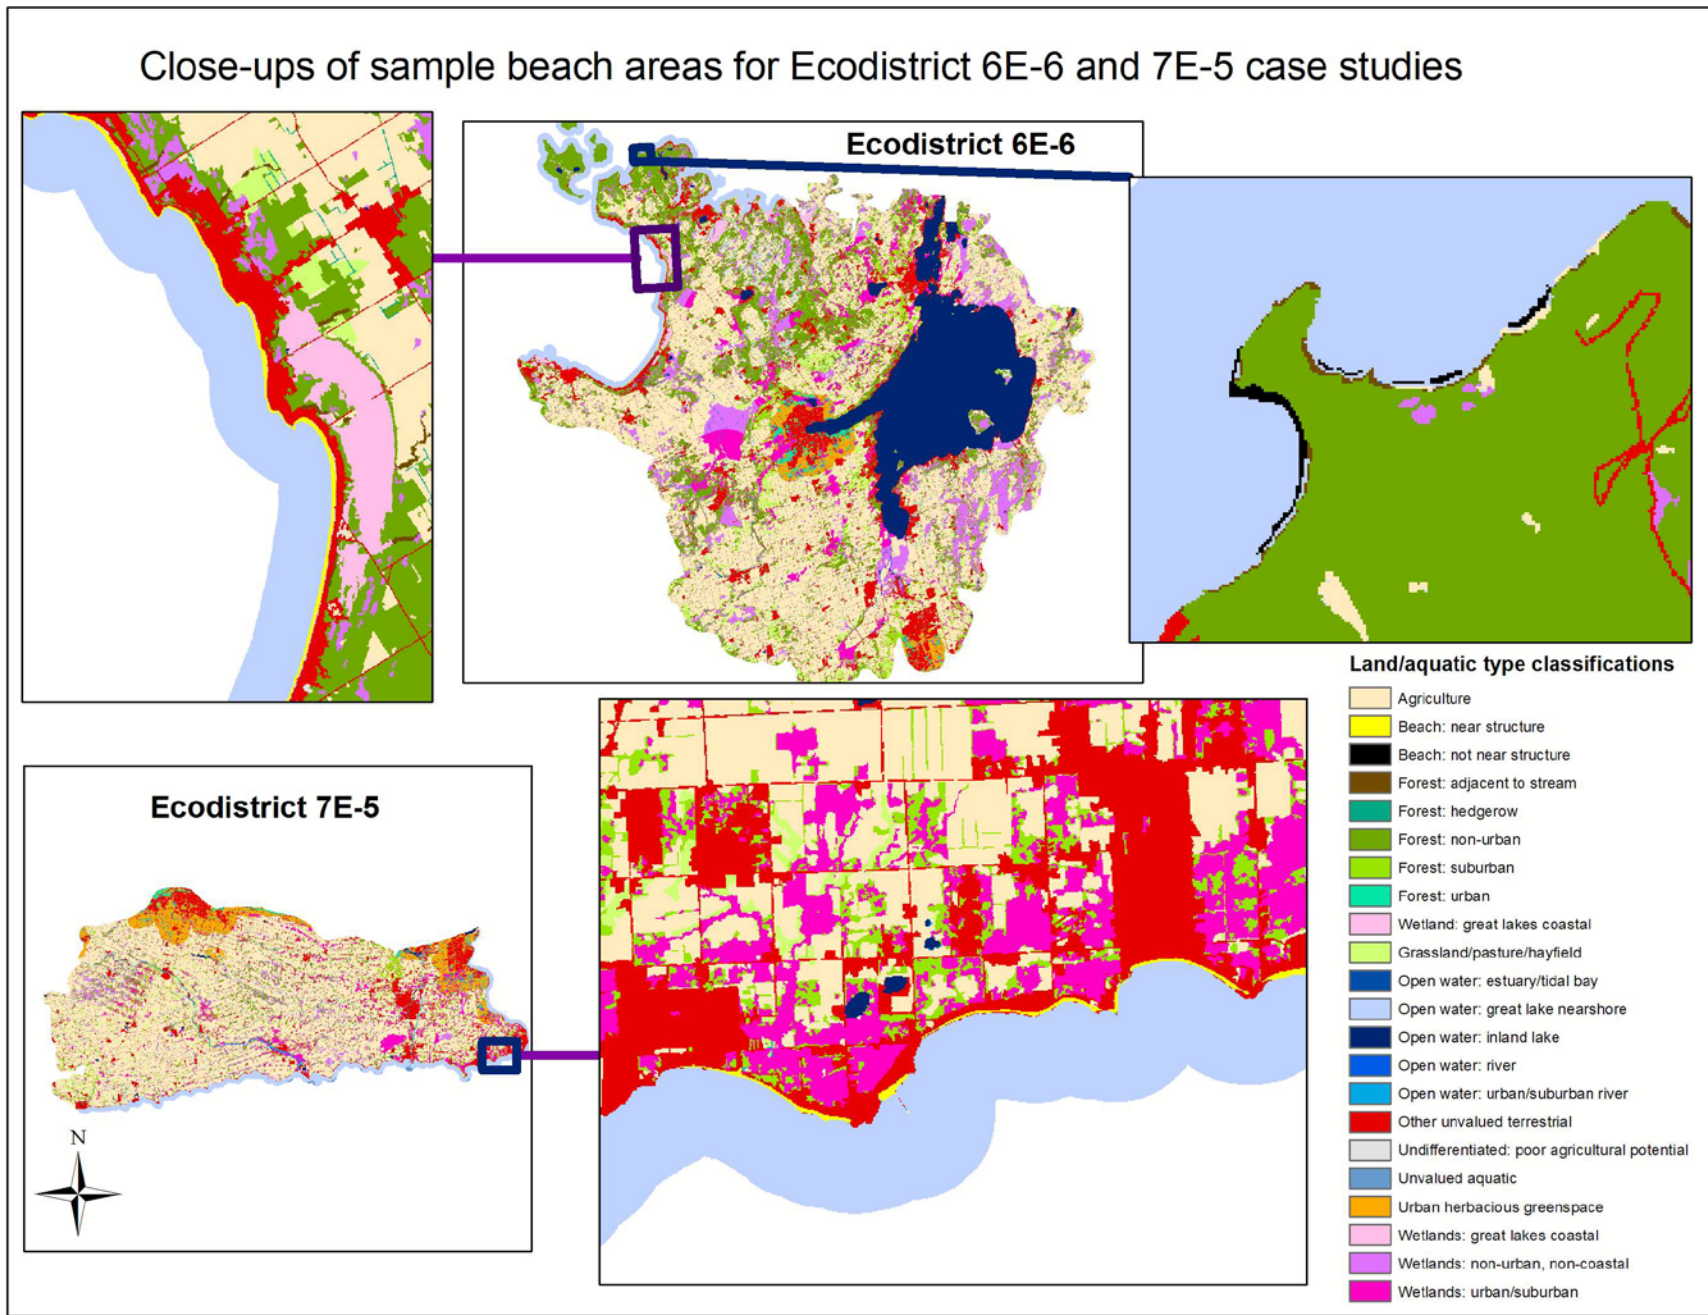 Close-ups of sample beach areas for Ecodistrict 6E-6 and 7E-5 case studies
Ecodistrict 6E-6
Ecodistrict 7E-5
N
Land/aquatic type classifications
Agriculture
Beach: near structure
Beach: not near structure
Forest: adjacent to stream
Forest: hedgerow
Forest: non-urban
Forest: suburban
Forest: urban
Wetland: great lakes coastal
Grassland/pasture/hayfield
Open water: estuary/tidal bay
Open water: great lake nearshore
Open water: inland lake
Open water: river
Open water: urban/suburban river
Other unvalued terrestrial
Undifferentiated: poor agricultural potential
Unvalued aquatic
Urban herbacious greenspace
Wetlands: great lakes coastal
Wetlands: non-urban, non-coastal
Wetlands: urban/suburban